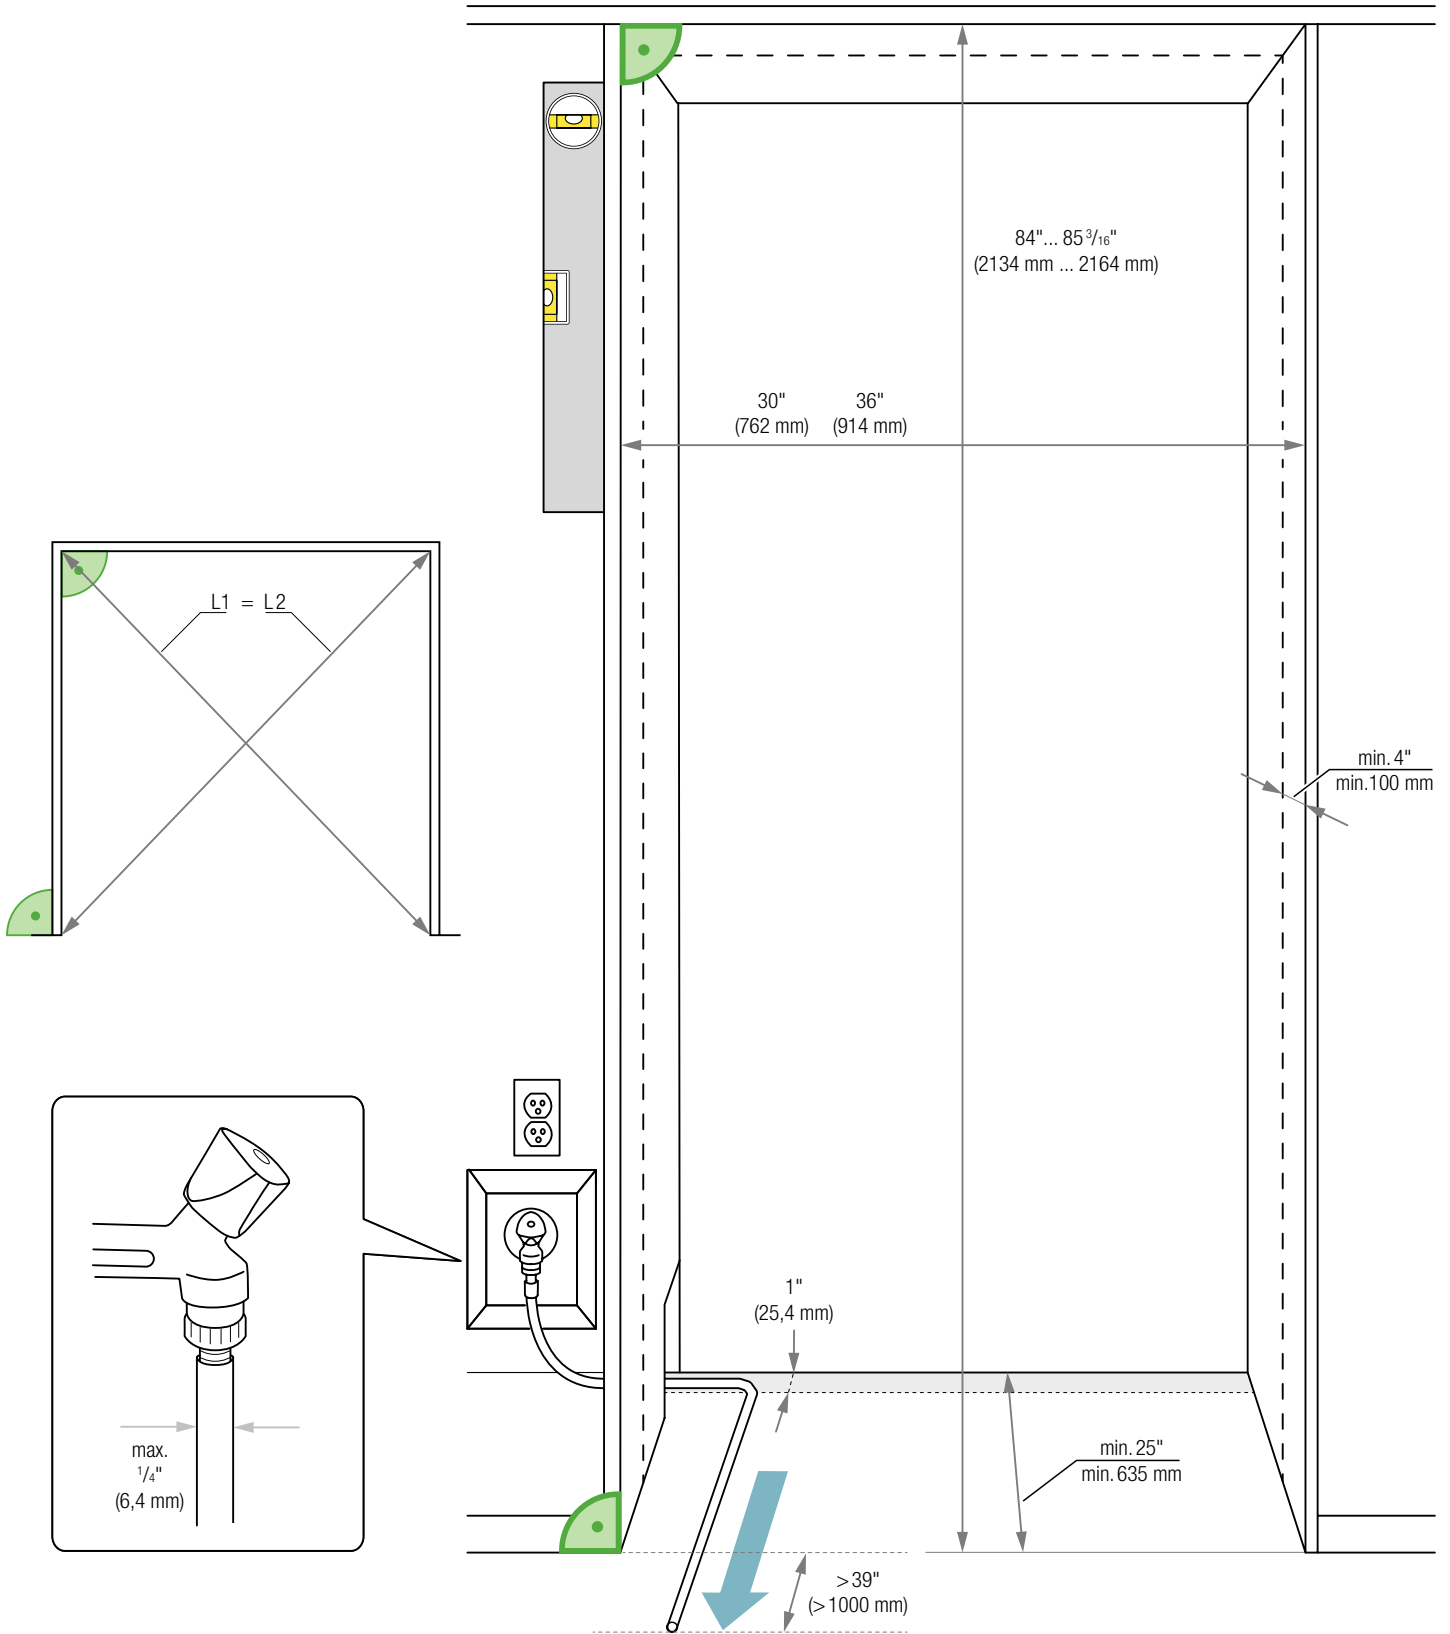 84"... 85 3/16"
(2134 mm ... 2164 mm)
30" 36"
(762 mm) (914 mm)
L1 = L2
min. 4"
min.100 mm
1"
(25,4 mm)
max.
1/4"
(6,4 mm)
min. 25"
min. 635 mm
>39"
(>1000 mm)